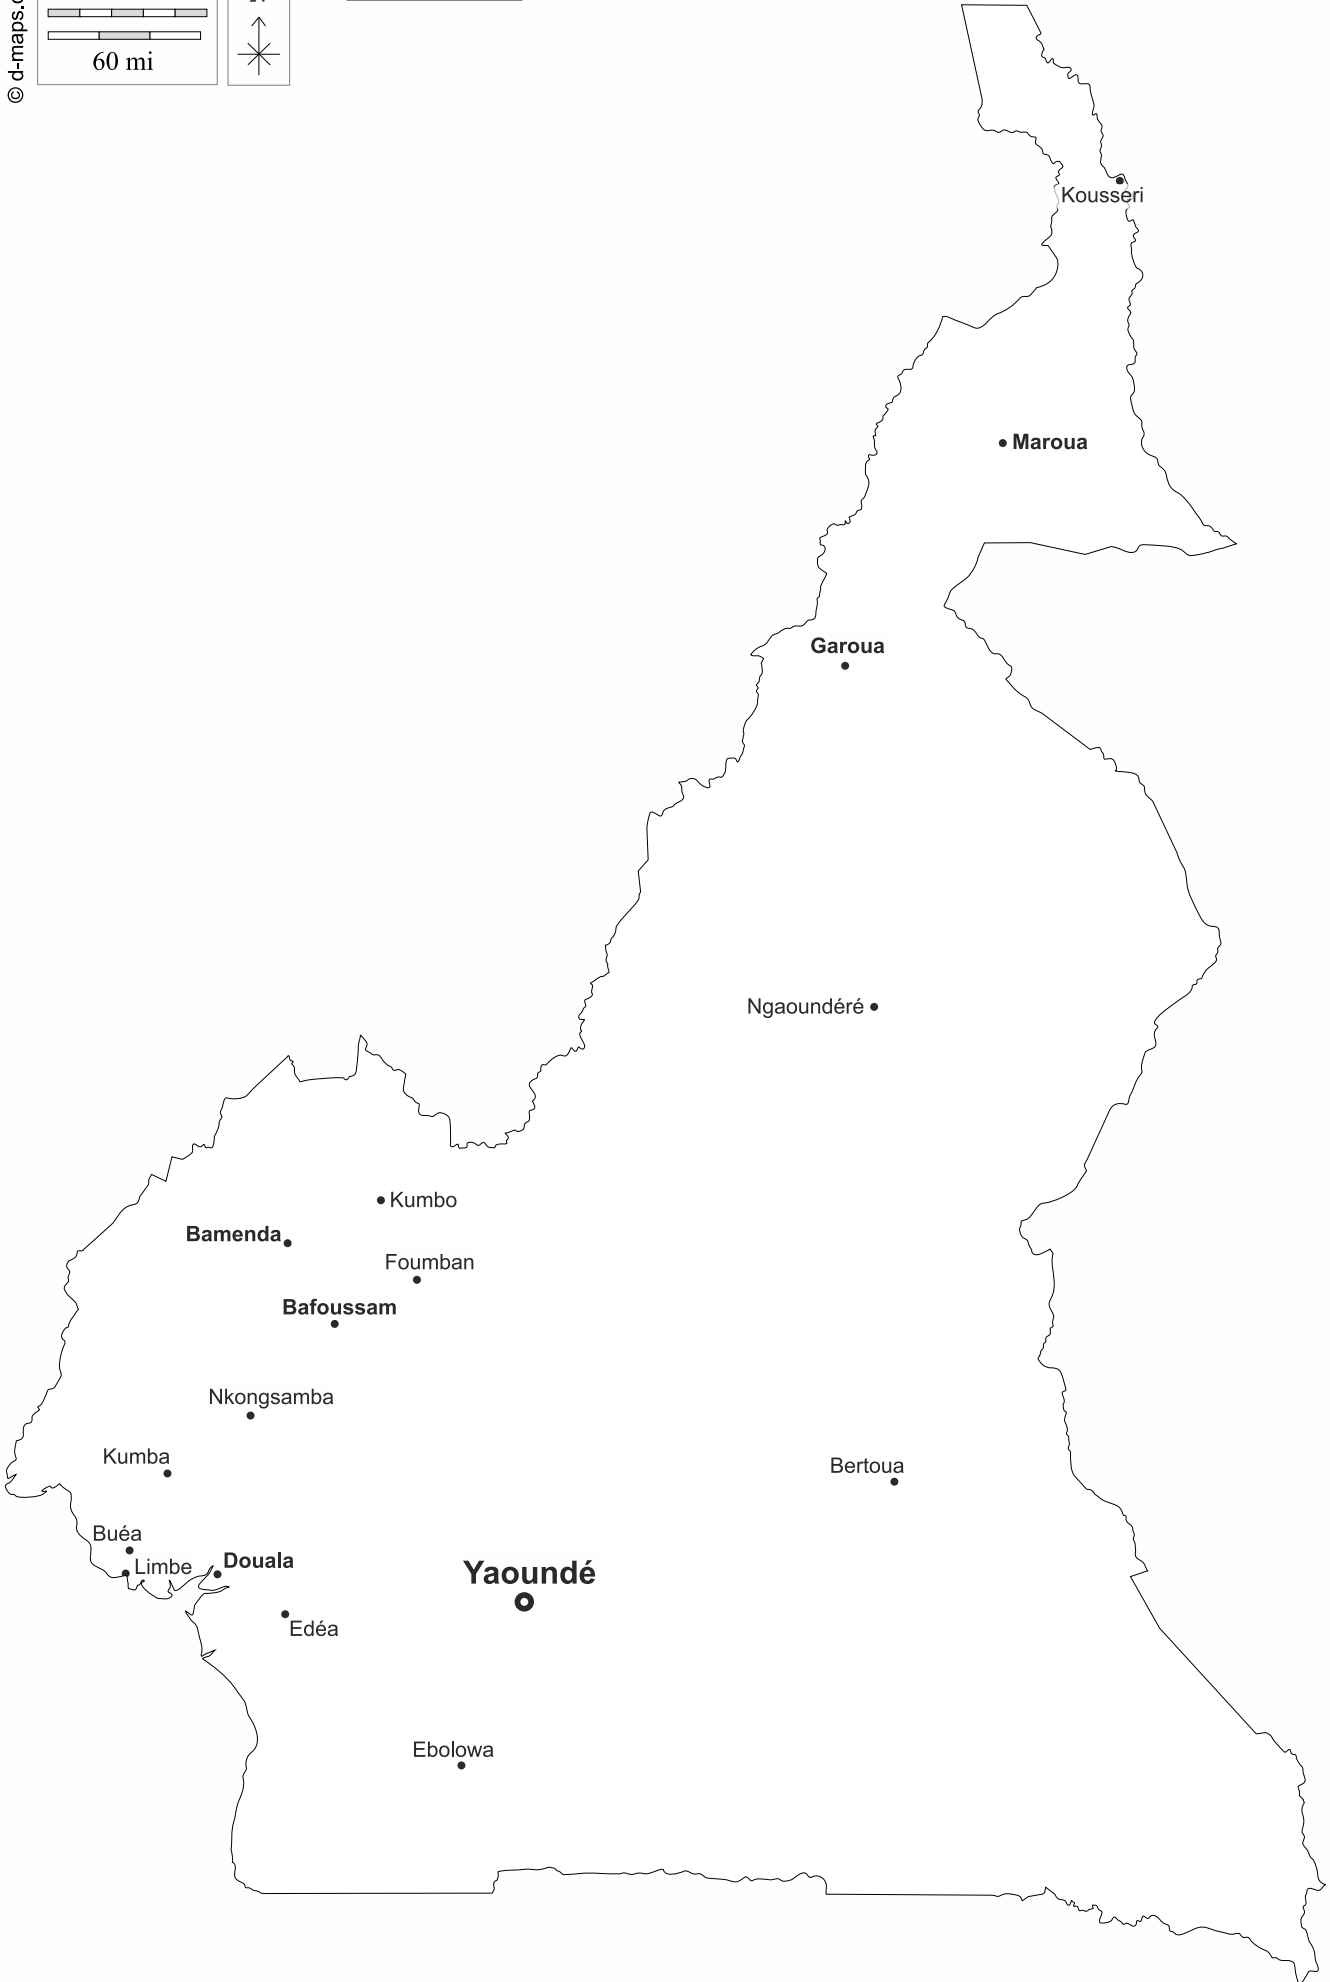 © d-maps.c
60 mi
Kousseri
Maroua
Garoua
Ngaoundéré
Kumbo
Bamenda
Foumban
Bafoussam
Nkongsamba
Kumba
Bertoua
Buéa
Limbe
Douala
Yaoundé
Edéa
Ebolowa